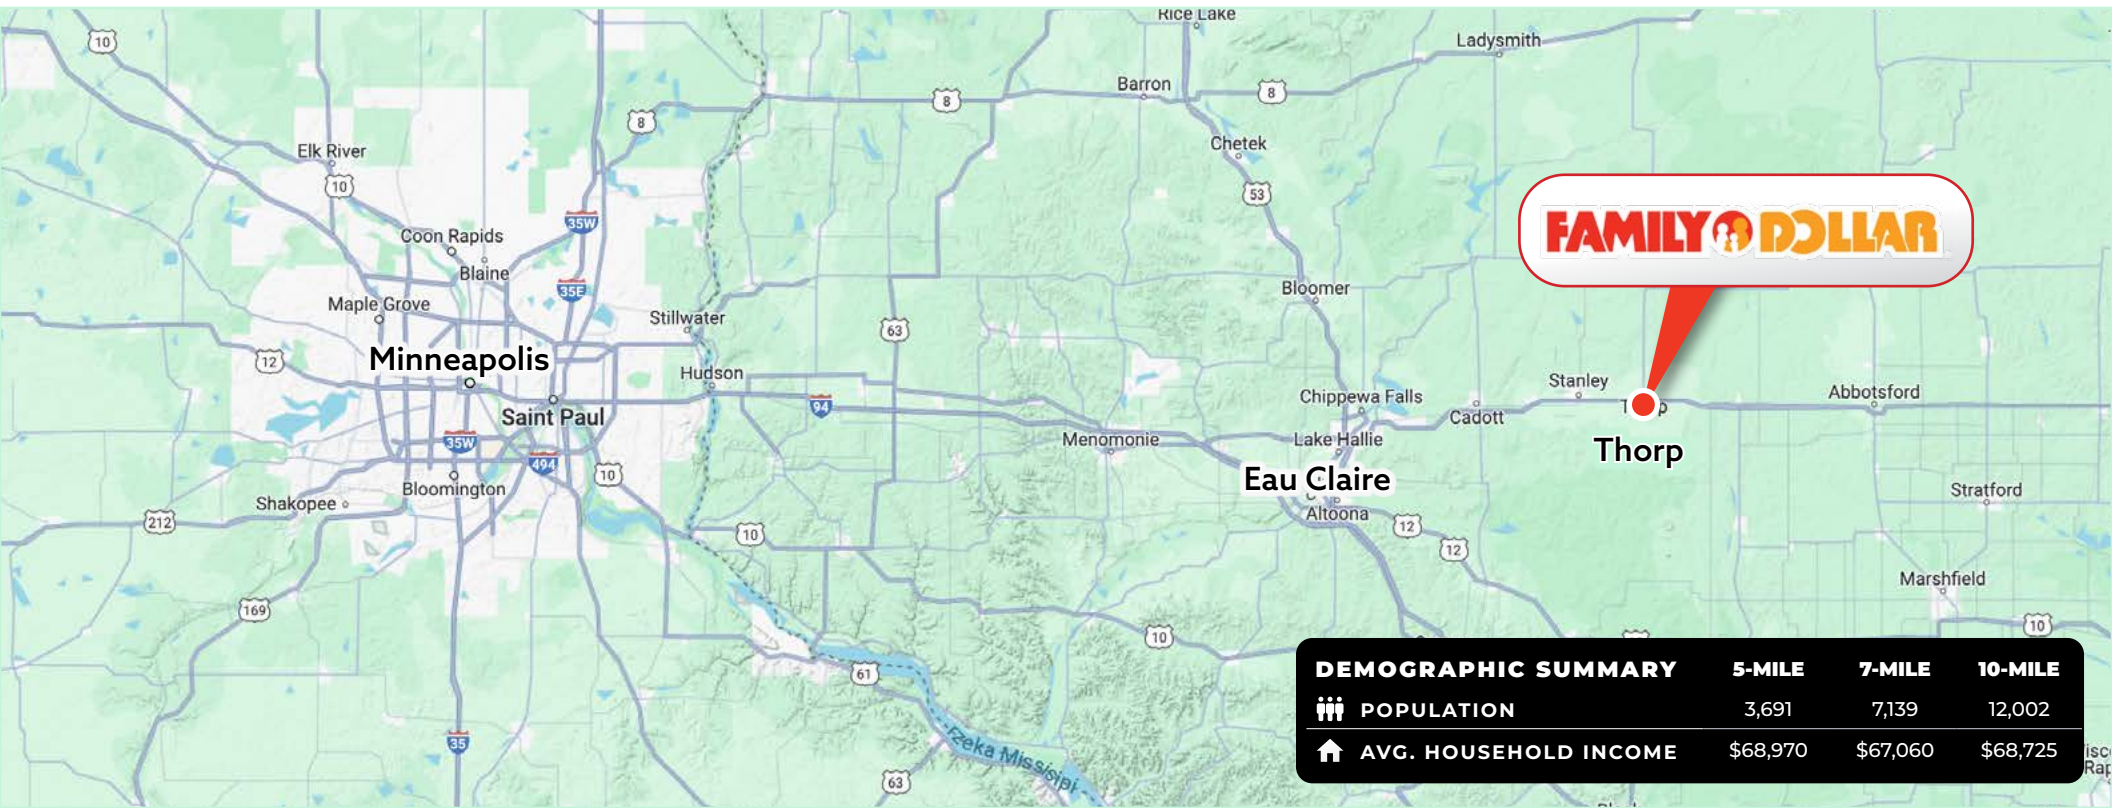 Rice Lake
Ladysmith
10
Barron
8
8
8
Chetek
Elk River
10
53
35W
FAMILY DOLLAR
Coon Rapids
Blaine
35E
Bloomer
Maple Grove
Stillwater
63
12
Minneapolis
Hudson
Stanley
Abbotsford
Chippewa Falls
94
Cadott
Saint Paul
Menomonie
Lake Hallie
35W
Thorp
494
10
Eau Claire
Bloomington
Stratford
Shakopee
Altoona
212
12
10
12
Marshfield
169
10
10
61
35
63
rzeka Missisipi
DEMOGRAPHIC SUMMARY 5-MILE 7-MILE 10-MILE
POPULATION 3,691 7,139 12,002
AVG. HOUSEHOLD INCOME $68,970 $67,060 $68,725